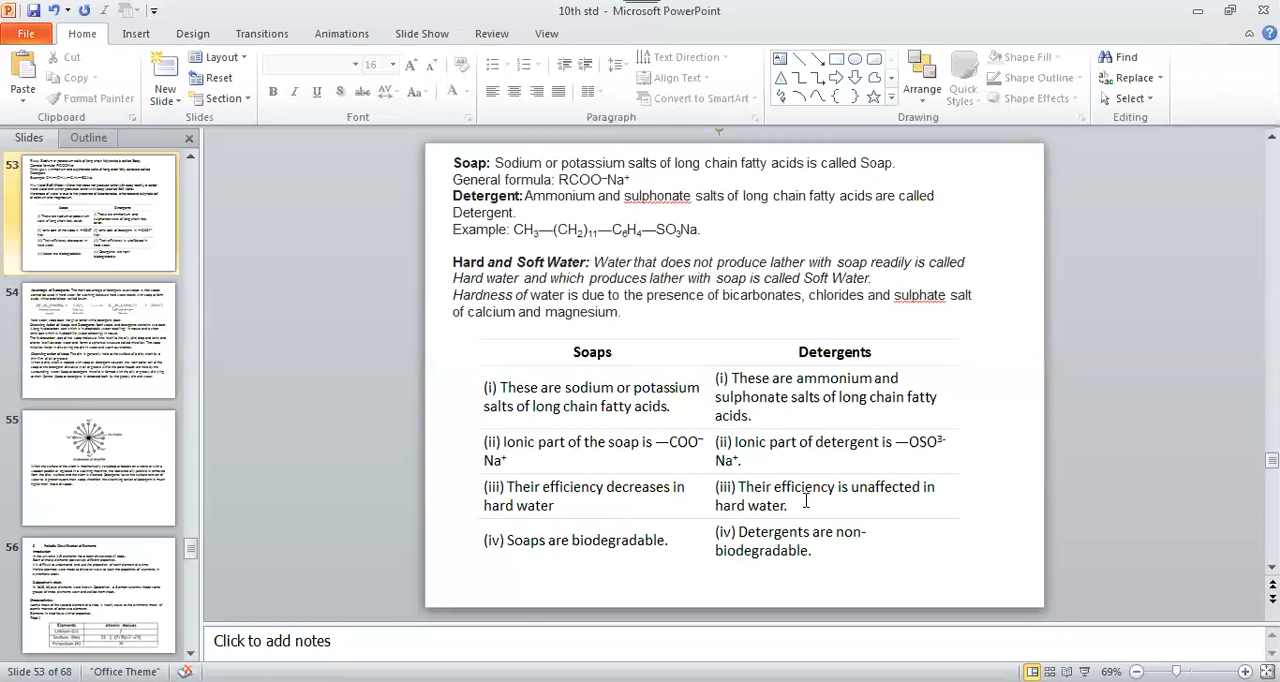 10th std - Microsoft PowerPoint
File Home Insert Design Transitions Animations Slide Show Review View
Cut
Copy
Format Painter
Paste
Clipboard
New Slide
Layout
Reset
Section
Slides
16
Font
Text Direction
Align Text
Convert to SmartArt
Paragraph
Arrange
Quick Styles
Shape Fill
Shape Outline
Shape Effects
Drawing
Find
Replace
Select
Editing
Slides Outline
53
54
55
56
Soap: Sodium or potassium salts of long chain fatty acids is called Soap.
General formula: RCOO–Na⁺
Detergent: Ammonium and sulphonate salts of long chain fatty acids are called
Detergent.
Example: CH₃—(CH₂)₁₁—C₆H₄—SO₃Na.
Hard and Soft Water: Water that does not produce lather with soap readily is called
Hard water and which produces lather with soap is called Soft Water.
Hardness of water is due to the presence of bicarbonates, chlorides and sulphate salt
of calcium and magnesium.
Soaps Detergents
(i) These are sodium or potassium
salts of long chain fatty acids.
(i) These are ammonium and
sulphonate salts of long chain fatty
acids.
(ii) Ionic part of the soap is —COO⁻
Na⁺
(ii) Ionic part of detergent is —OSO³⁻
Na⁺.
(iii) Their efficiency decreases in
hard water
(iii) Their efficiency is unaffected in
hard water.
(iv) Soaps are biodegradable.
(iv) Detergents are non-
biodegradable.
Click to add notes
Slide 53 of 68 "Office Theme" 69%